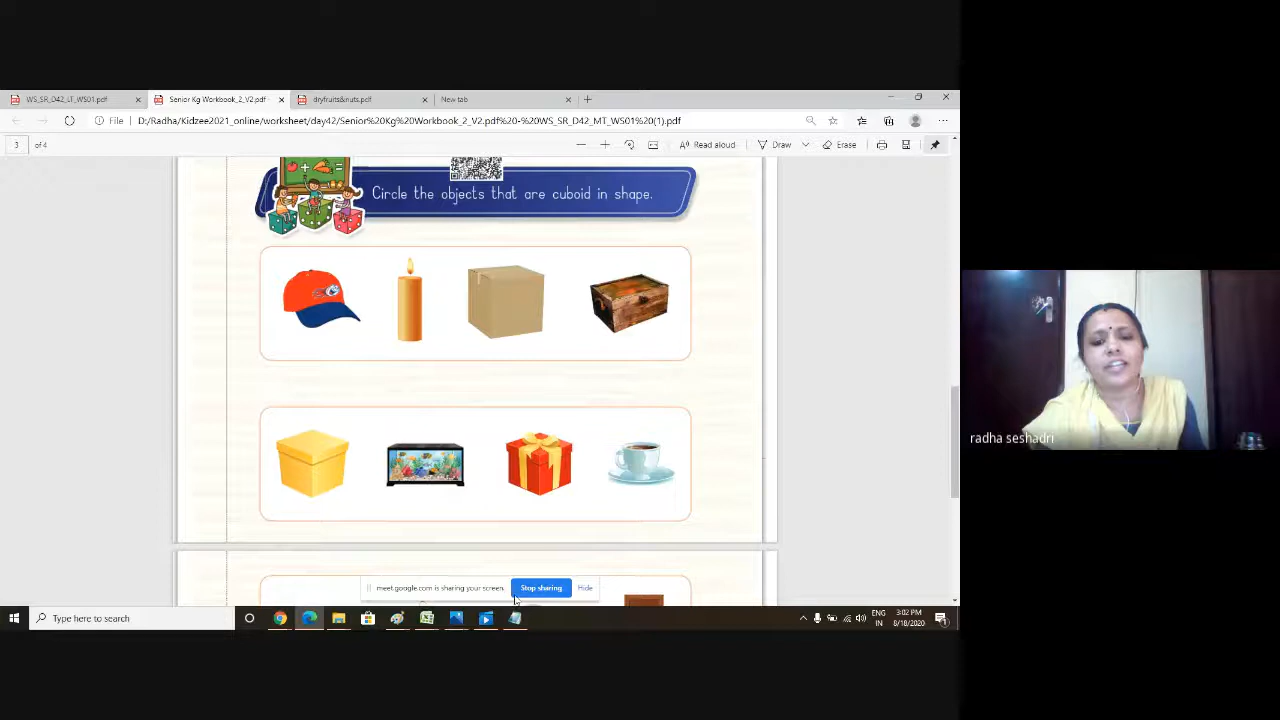 WS_SR_D42_LT_WS01.pdf
Senior Kg Workbook_2_V2.pdf
dryfruits&nuts.pdf
New tab
File D:/Radha/Kidzee2021_online/worksheet/day42/Senior%20Kg%20Workbook_2_V2.pdf%20-%20WS_SR_D42_MT_WS01%20(1).pdf
3 of 4
Read aloud
Draw
Erase
Circle the objects that are cuboid in shape.
radha seshadri
meet.google.com is sharing your screen.
Stop sharing
Hide
Type here to search
ENG
IN
3:02 PM
8/18/2020